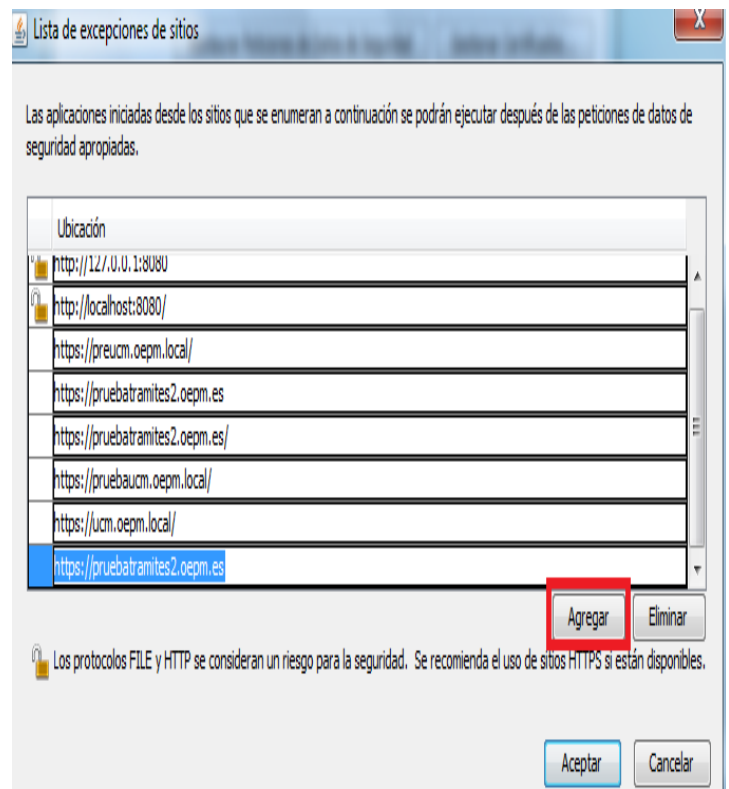 Lista de excepciones de sitios
X
Las aplicaciones iniciadas desde los sitios que se enumeran a continuación se podrán ejecutar después de las peticiones de datos de
seguridad apropiadas.
Ubicación
http://127.0.0.1:8080
http://localhost:8080/
https://preucm.oepm.local/
https://pruebatramites2.oepm.es
https://pruebatramites2.oepm.es/
https://pruebaucm.oepm.local/
https://ucm.oepm.local/
https://pruebatramites2.oepm.es
Agregar Eliminar
Los protocolos FILE y HTTP se consideran un riesgo para la seguridad. Se recomienda el uso de sitios HTTPS si están disponibles.
Aceptar Cancelar